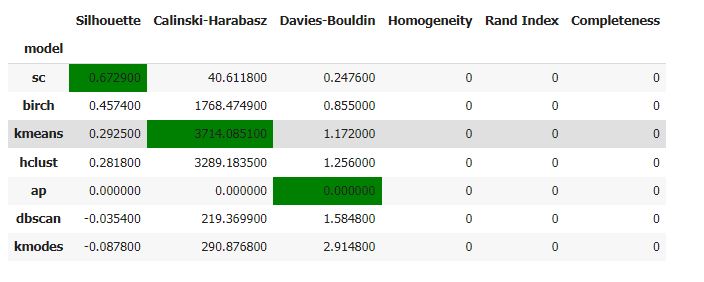 Silhouette Calinski-Harabasz Davies-Bouldin Homogeneity Rand Index Completeness
model
sc 0.672900 40.611800 0.247600 0 0 0
birch 0.457400 1768.474900 0.855000 0 0 0
kmeans 0.292500 3714.085100 1.172000 0 0 0
hclust 0.281800 3289.183500 1.256000 0 0 0
ap 0.000000 0.000000 0.000000 0 0 0
dbscan -0.035400 219.369900 1.584800 0 0 0
kmodes -0.087800 290.876800 2.914800 0 0 0